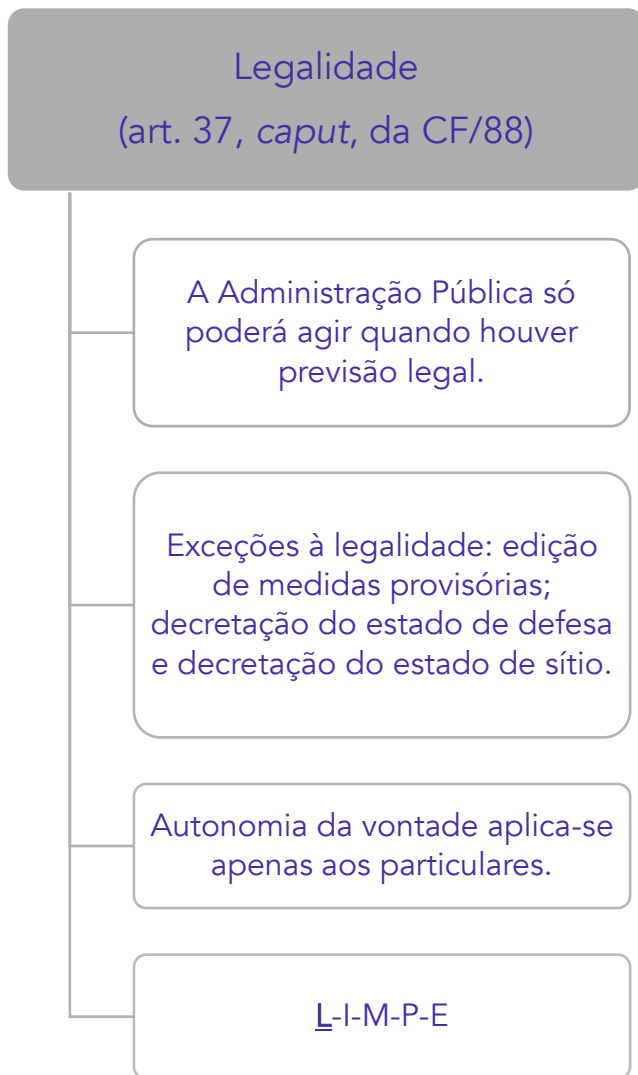 Legalidade
(art. 37, caput, da CF/88)
A Administração Pública só
poderá agir quando houver
previsão legal.
Exceções à legalidade: edição
de medidas provisórias;
decretação do estado de defesa
e decretação do estado de sítio.
Autonomia da vontade aplica-se
apenas aos particulares.
L-I-M-P-E